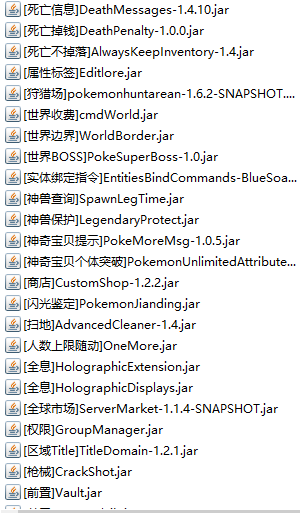 [死亡信息]DeathMessages-1.4.10.jar
[死亡掉钱]DeathPenalty-1.0.0.jar
[死亡不掉落]AlwaysKeepInventory-1.4.jar
[属性标签]Editlore.jar
[狩猎场]pokemonhuntarean-1.6.2-SNAPSHOT....
[世界收费]cmdWorld.jar
[世界边界]WorldBorder.jar
[世界BOSS]PokeSuperBoss-1.0.jar
[实体绑定指令]EntitiesBindCommands-BlueSoa...
[神兽查询]SpawnLegTime.jar
[神兽保护]LegendaryProtect.jar
[神奇宝贝提示]PokeMoreMsg-1.0.5.jar
[神奇宝贝个体突破]PokemonUnlimitedAttribute...
[商店]CustomShop-1.2.2.jar
[闪光鉴定]PokemonJianding.jar
[扫地]AdvancedCleaner-1.4.jar
[人数上限随动]OneMore.jar
[全息]HolographicExtension.jar
[全息]HolographicDisplays.jar
[全球市场]ServerMarket-1.1.4-SNAPSHOT.jar
[权限]GroupManager.jar
[区域Title]TitleDomain-1.2.1.jar
[枪械]CrackShot.jar
[前置]Vault.jar